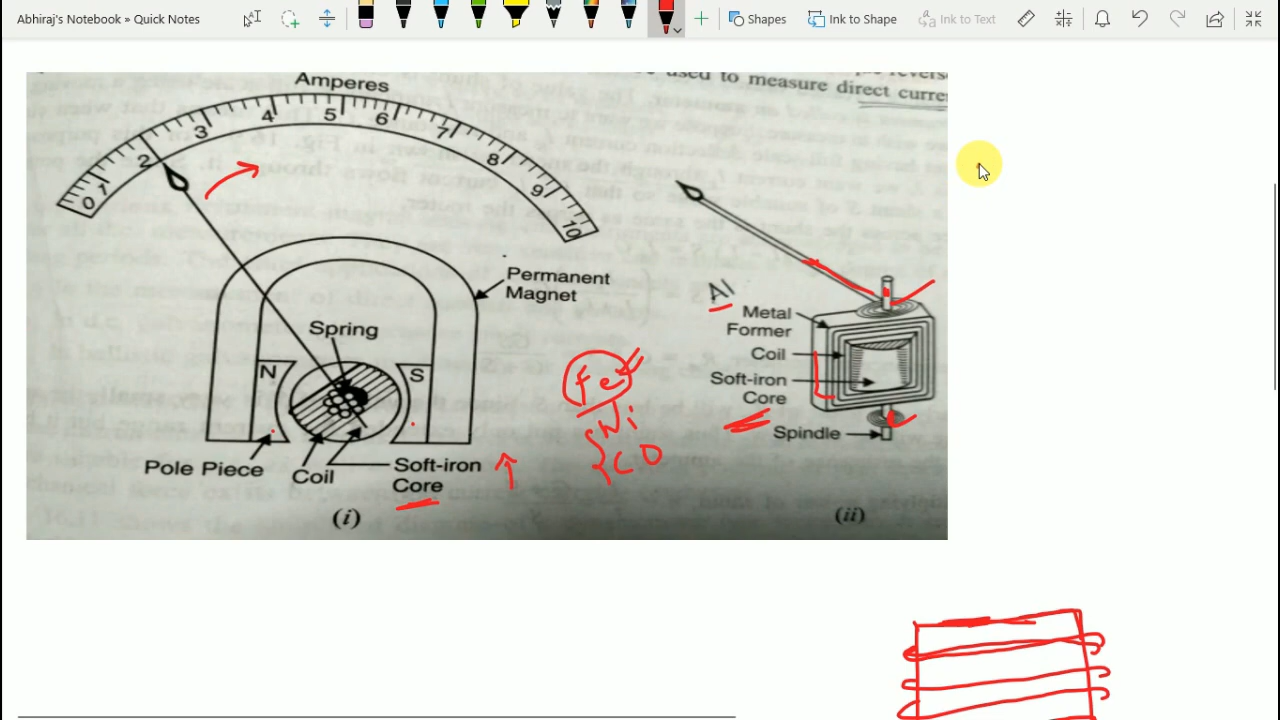 Abhiraj's Notebook » Quick Notes
Shapes
Ink to Shape
Ink to Text
used to measure direct curre
Amperes
0 1 2 3 4 5 6 7 8 9 10
Permanent
Magnet
Spring
N
S
Pole Piece
Coil
Soft-iron
Core
(i)
fe
Ni
CO
Al
Metal
Former
Coil
Soft-iron
Core
Spindle
(ii)